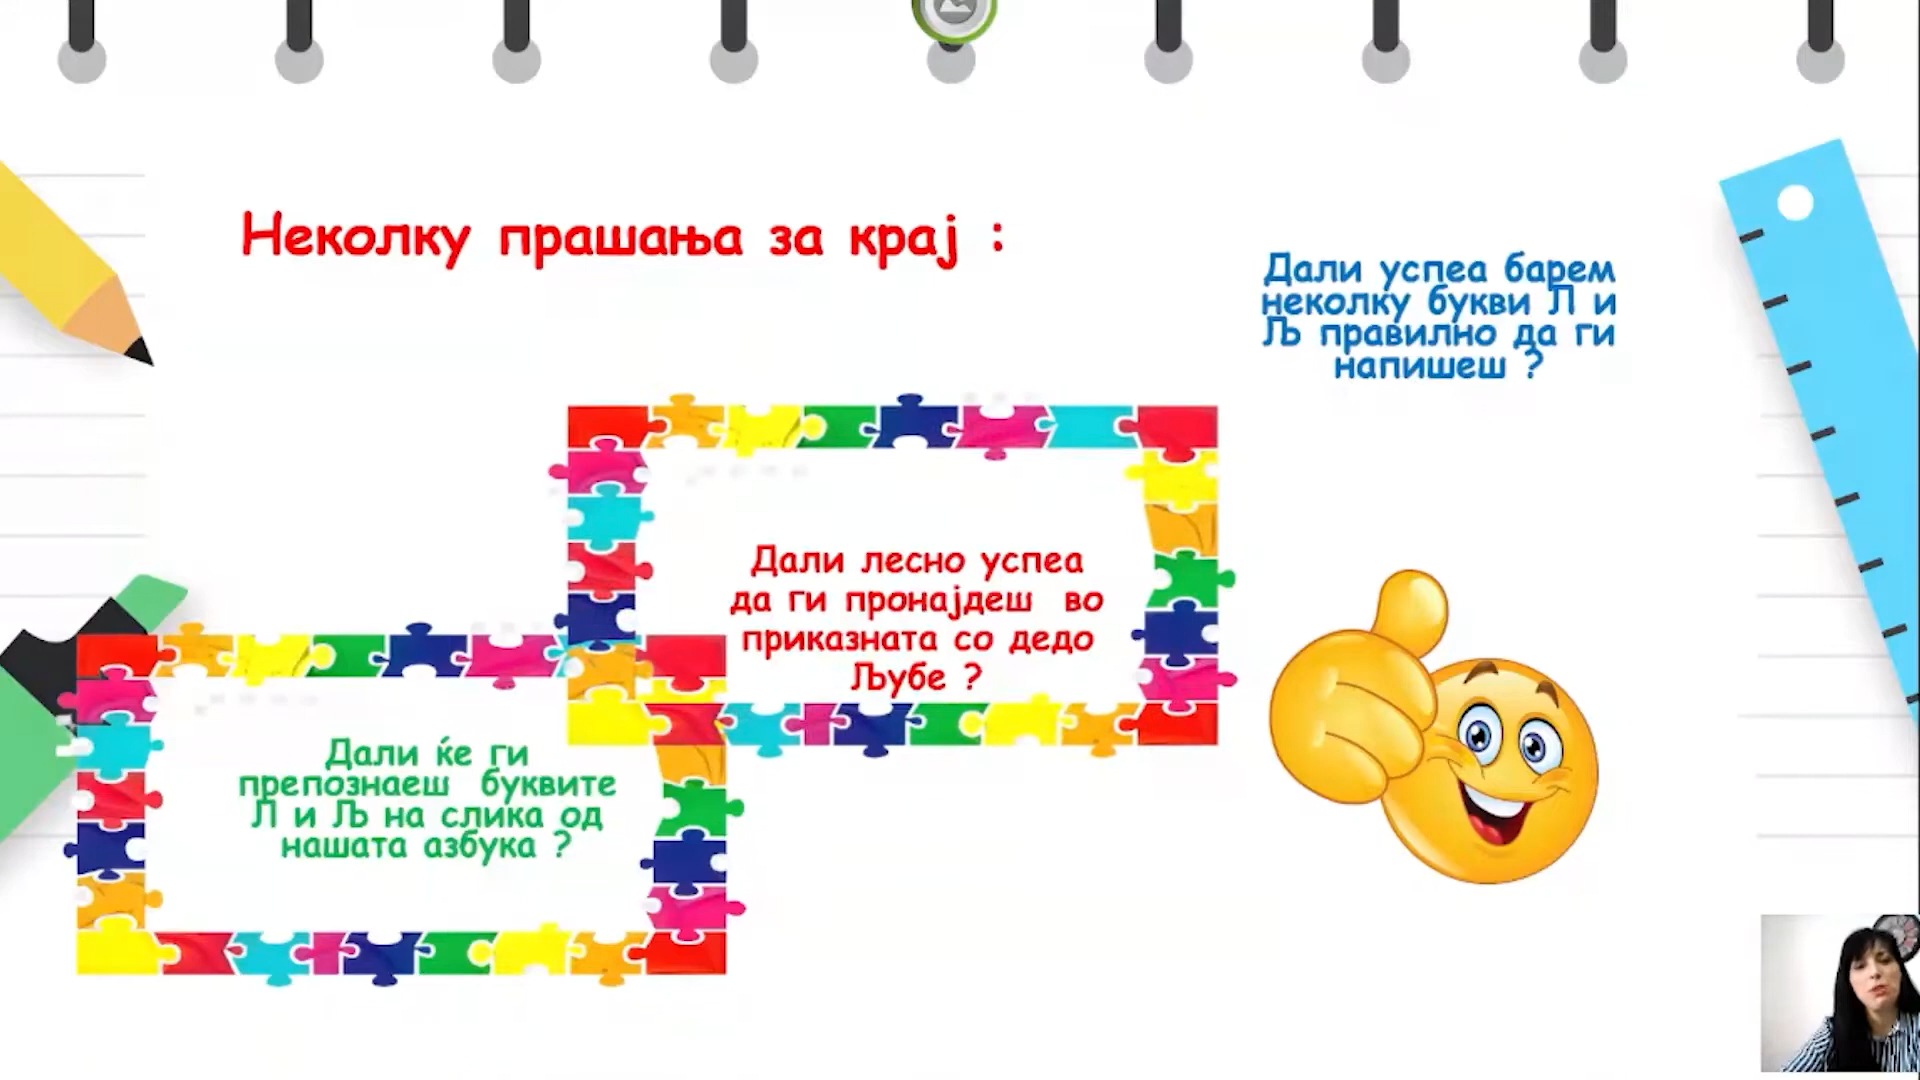 Неколку прашања за крај :
Дали успеа барем
неколку букви Л и
Љ правилно да ги
напишеш ?
Дали лесно успеа
да ги пронајдеш во
приказната со дедо
Љубе ?
Дали ќе ги
препознаеш буквите
Л и Љ на слика од
нашата азбука ?